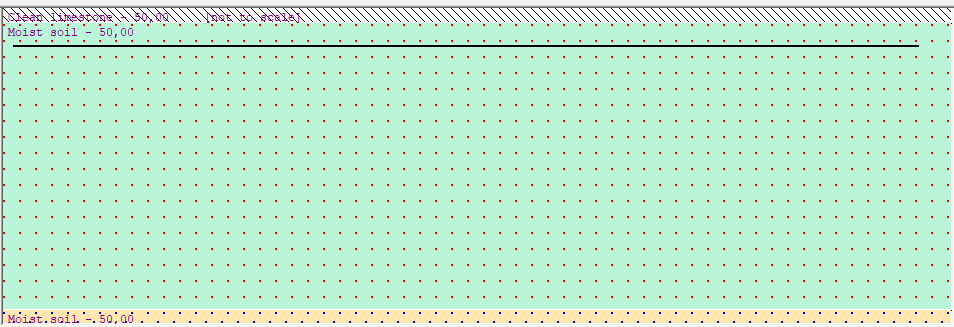 Clean limestone - 50,00 [not to scale]
Moist soil - 50,00
Moist soil - 50,00